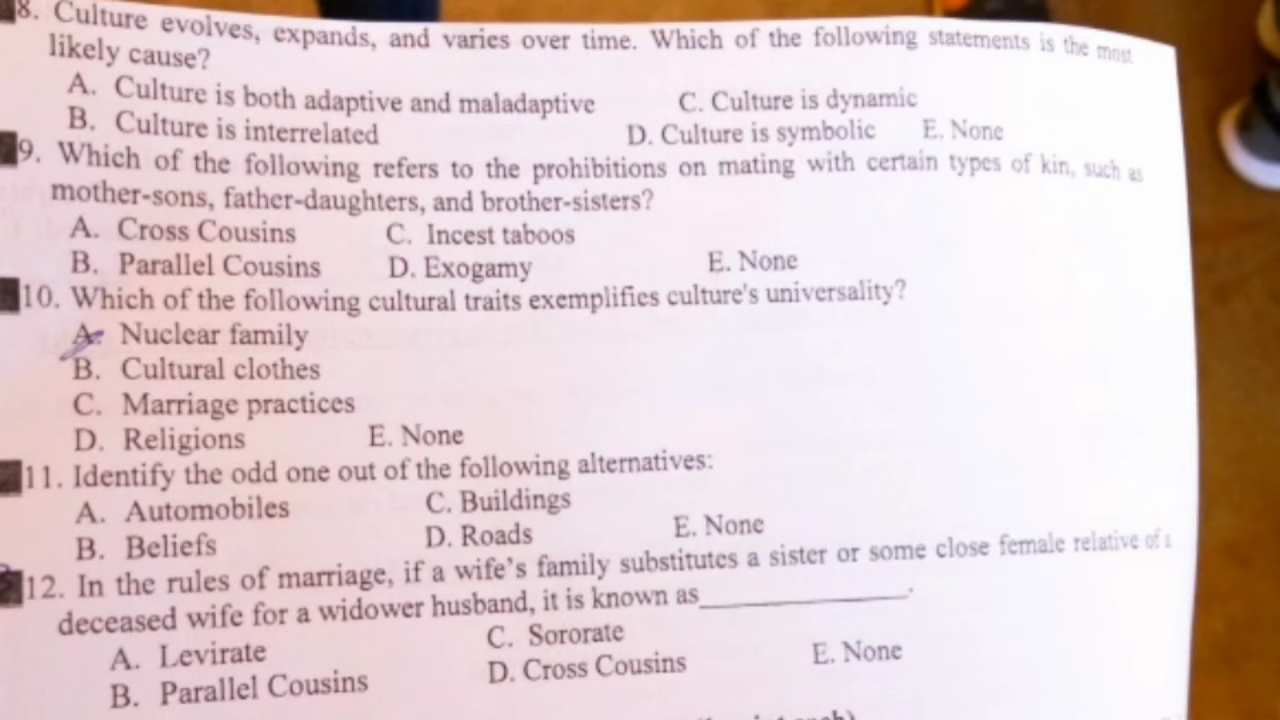 8. Culture evolves, expands, and varies over time. Which of the following statements is the most
likely cause?
A. Culture is both adaptive and maladaptive C. Culture is dynamic
B. Culture is interrelated D. Culture is symbolic E. None
9. Which of the following refers to the prohibitions on mating with certain types of kin, such as
mother-sons, father-daughters, and brother-sisters?
A. Cross Cousins C. Incest taboos
B. Parallel Cousins D. Exogamy E. None
10. Which of the following cultural traits exemplifies culture's universality?
A. Nuclear family
B. Cultural clothes
C. Marriage practices
D. Religions E. None
11. Identify the odd one out of the following alternatives:
A. Automobiles C. Buildings
B. Beliefs D. Roads E. None
12. In the rules of marriage, if a wife's family substitutes a sister or some close female relative of a
deceased wife for a widower husband, it is known as__________.
A. Levirate C. Sororate
B. Parallel Cousins D. Cross Cousins E. None